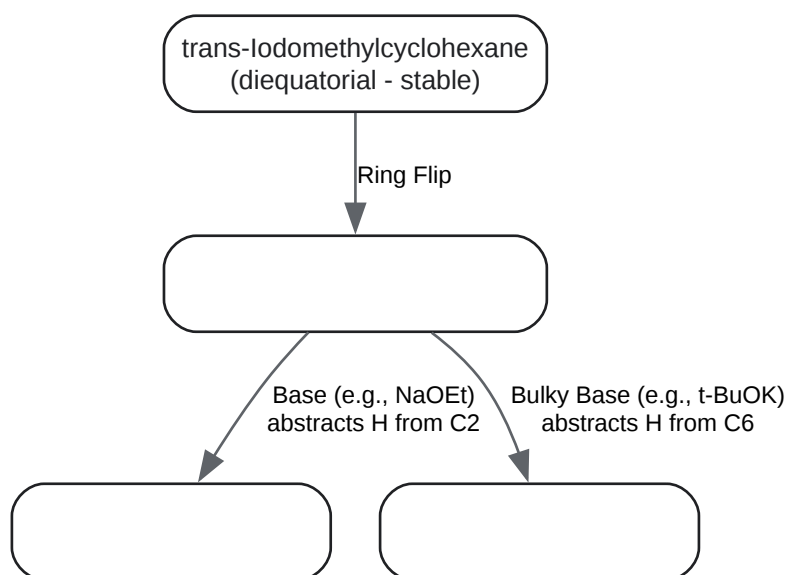 trans-Iodomethylcyclohexane
(diequatorial - stable)
Ring Flip
Base (e.g., NaOEt)
abstracts H from C2
Bulky Base (e.g., t-BuOK)
abstracts H from C6